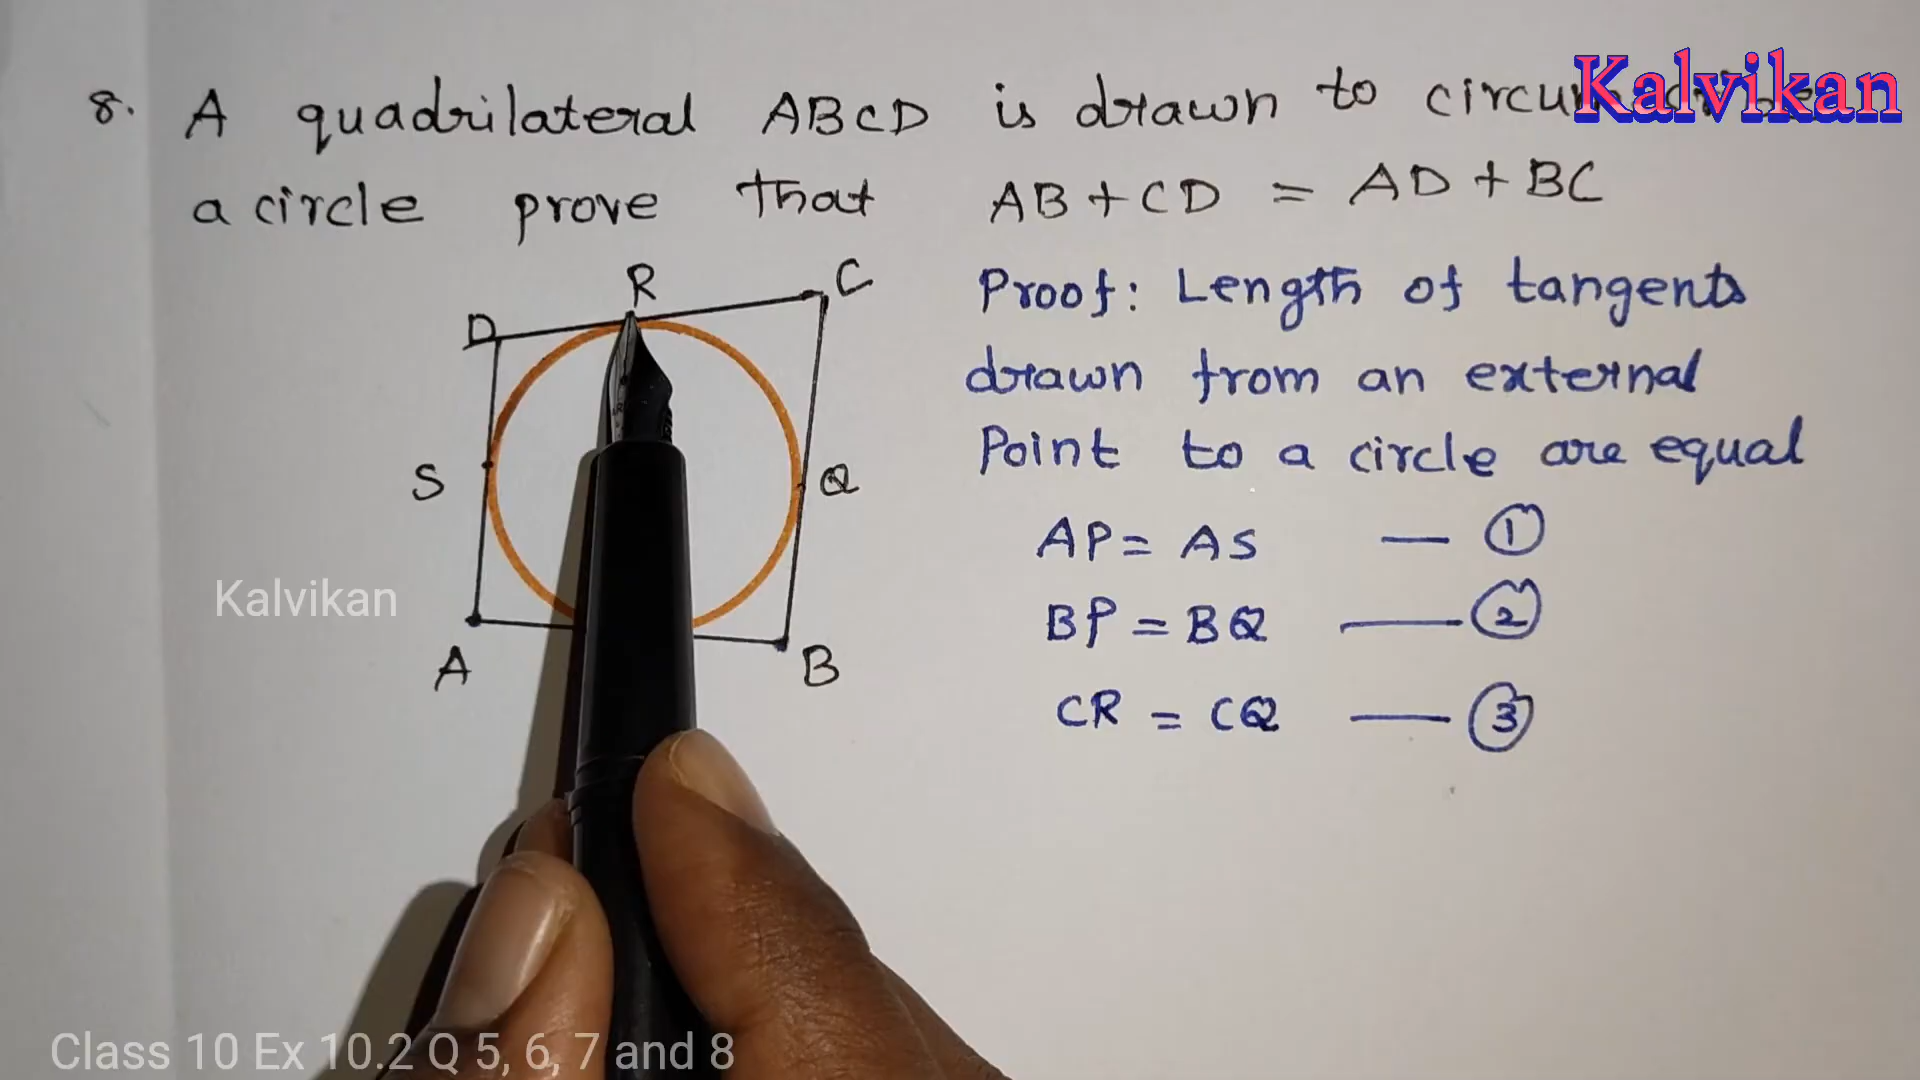 8. A quadrilateral ABCD is drawn to
Kalvikan
a circle prove that AB + CD = AD + BC
R
C
D
Proof: Length of tangents
drawn from an external
Point to a circle are equal
S
Q
AP = AS — 1
BP = BQ — 2
Kalvikan
A
B
CR = CQ — 3
Class 10 Ex 10.2 Q 5, 6, 7 and 8